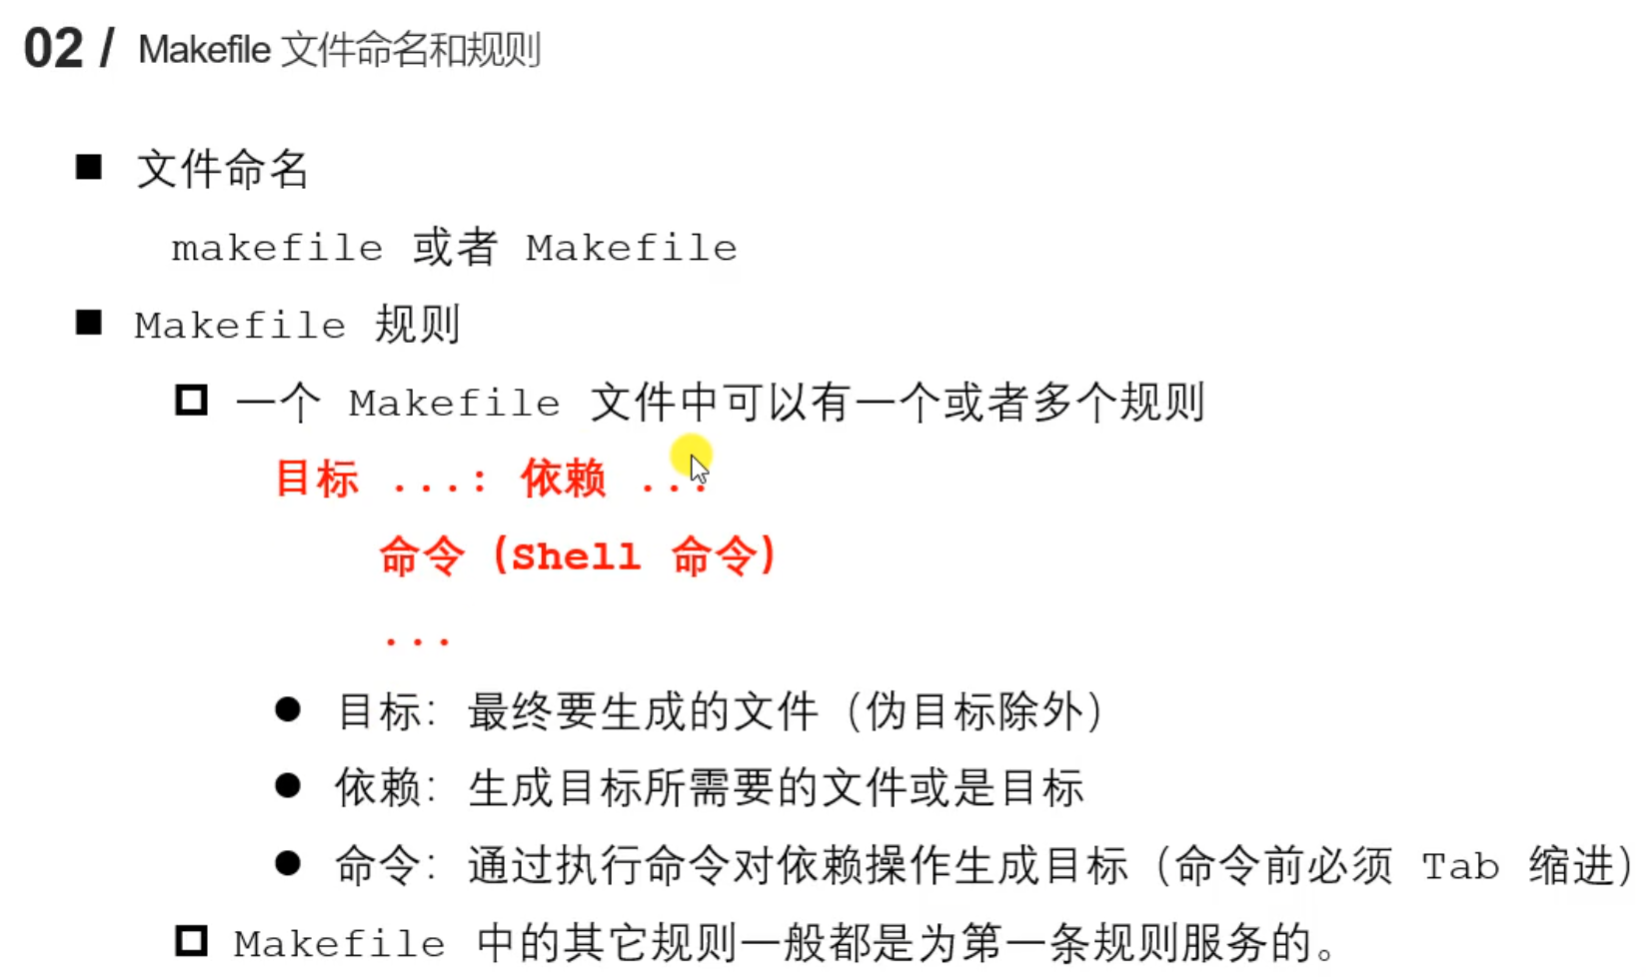 02 / Makefile 文件命名和规则
文件命名
makefile 或者 Makefile
Makefile 规则
一个 Makefile 文件中可以有一个或者多个规则
目标 ...: 依赖 ...
命令（Shell 命令）
...
目标：最终要生成的文件（伪目标除外）
依赖：生成目标所需要的文件或是目标
命令：通过执行命令对依赖操作生成目标（命令前必须 Tab 缩进）
Makefile 中的其它规则一般都是为第一条规则服务的。